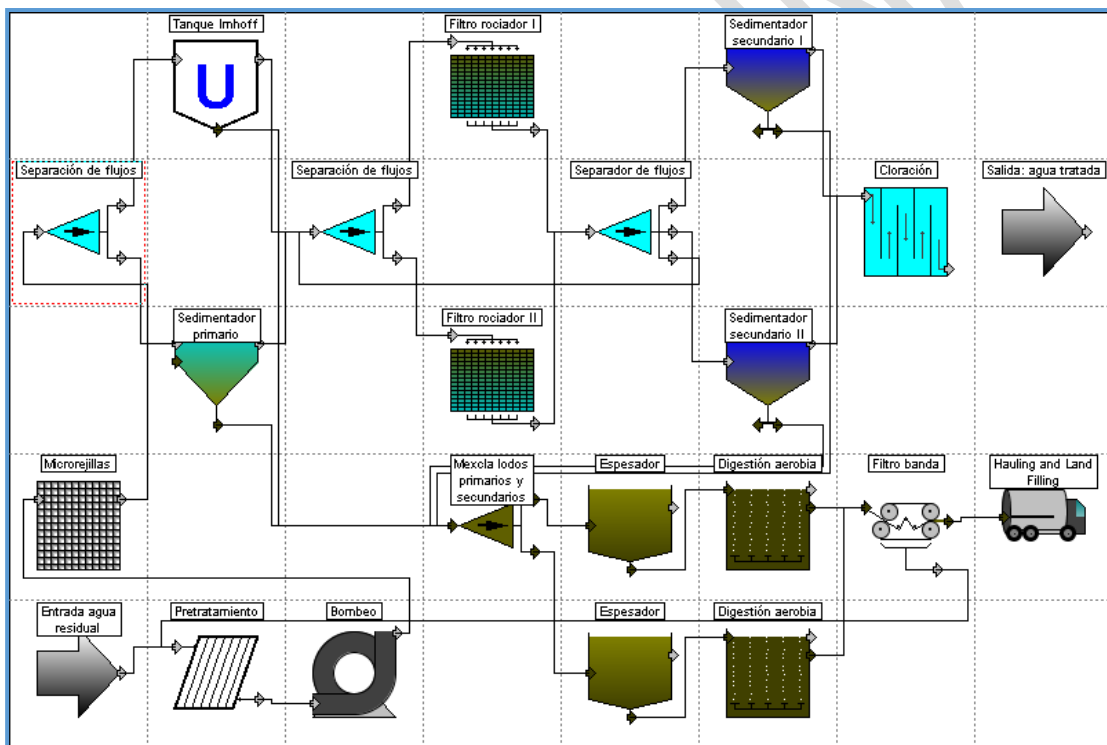 Tanque Imhoff
Filtro rociador I
Sedimentador
secundario I
Separación de flujos
Separación de flujos
Separador de flujos
Cloración
Salida: agua tratada
Sedimentador
primario
Filtro rociador II
Sedimentador
secundario II
Microrejillas
Mexcla lodos
primarios y
secundarios
Espesador
Digestión aerobia
Filtro banda
Hauling and Land
Filling
Entrada agua
residual
Pretratamiento
Bombeo
Espesador
Digestión aerobia